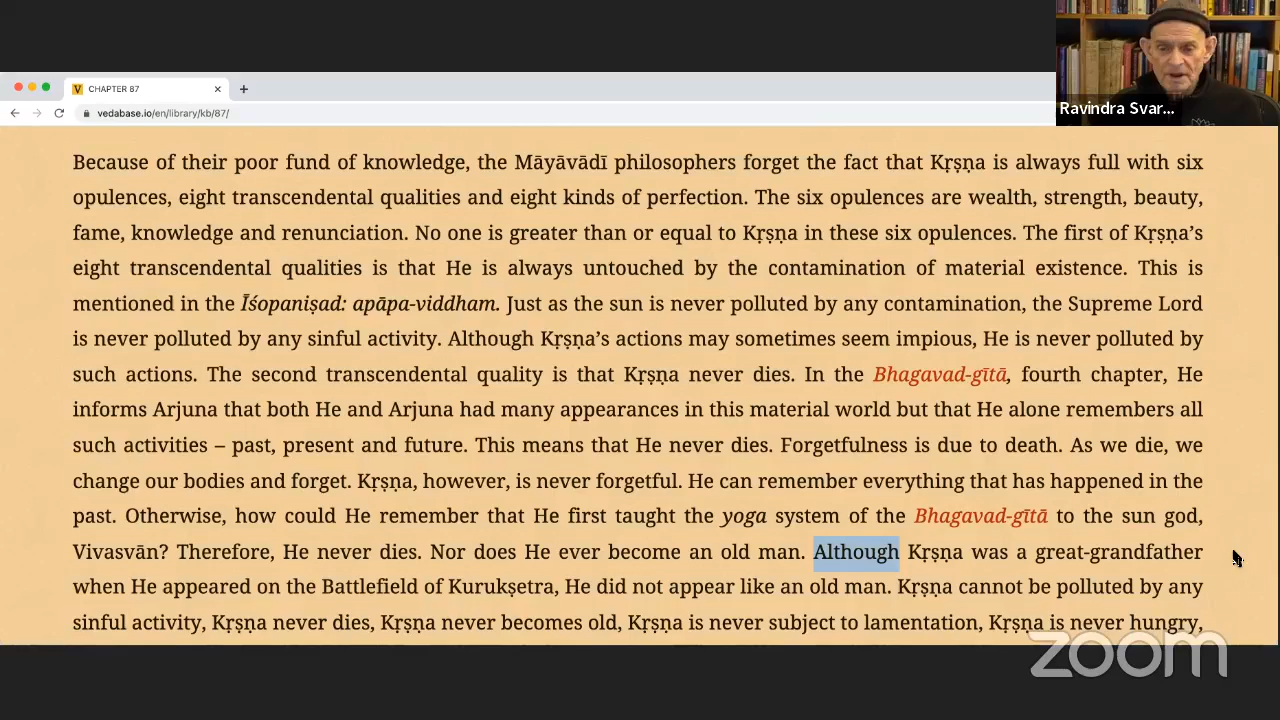 CHAPTER 87
vedabase.io/en/library/kb/87/
Ravindra Svar...
Because of their poor fund of knowledge, the Māyāvādī philosophers forget the fact that Kṛṣṇa is always full with six
opulences, eight transcendental qualities and eight kinds of perfection. The six opulences are wealth, strength, beauty,
fame, knowledge and renunciation. No one is greater than or equal to Kṛṣṇa in these six opulences. The first of Kṛṣṇa’s
eight transcendental qualities is that He is always untouched by the contamination of material existence. This is
mentioned in the Īśopaniṣad: apāpa-viddham. Just as the sun is never polluted by any contamination, the Supreme Lord
is never polluted by any sinful activity. Although Kṛṣṇa’s actions may sometimes seem impious, He is never polluted by
such actions. The second transcendental quality is that Kṛṣṇa never dies. In the Bhagavad-gītā, fourth chapter, He
informs Arjuna that both He and Arjuna had many appearances in this material world but that He alone remembers all
such activities – past, present and future. This means that He never dies. Forgetfulness is due to death. As we die, we
change our bodies and forget. Kṛṣṇa, however, is never forgetful. He can remember everything that has happened in the
past. Otherwise, how could He remember that He first taught the yoga system of the Bhagavad-gītā to the sun god,
Vivasvān? Therefore, He never dies. Nor does He ever become an old man. Although Kṛṣṇa was a great-grandfather
when He appeared on the Battlefield of Kurukṣetra, He did not appear like an old man. Kṛṣṇa cannot be polluted by any
sinful activity, Kṛṣṇa never dies, Kṛṣṇa never becomes old, Kṛṣṇa is never subject to lamentation, Kṛṣṇa is never hungry,
zoom